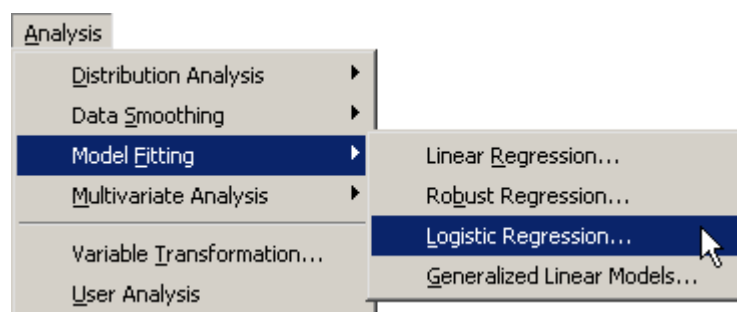 Analysis
Distribution Analysis
Data Smoothing
Model Fitting
Multivariate Analysis
Variable Transformation...
User Analysis
Linear Regression...
Robust Regression...
Logistic Regression...
Generalized Linear Models...